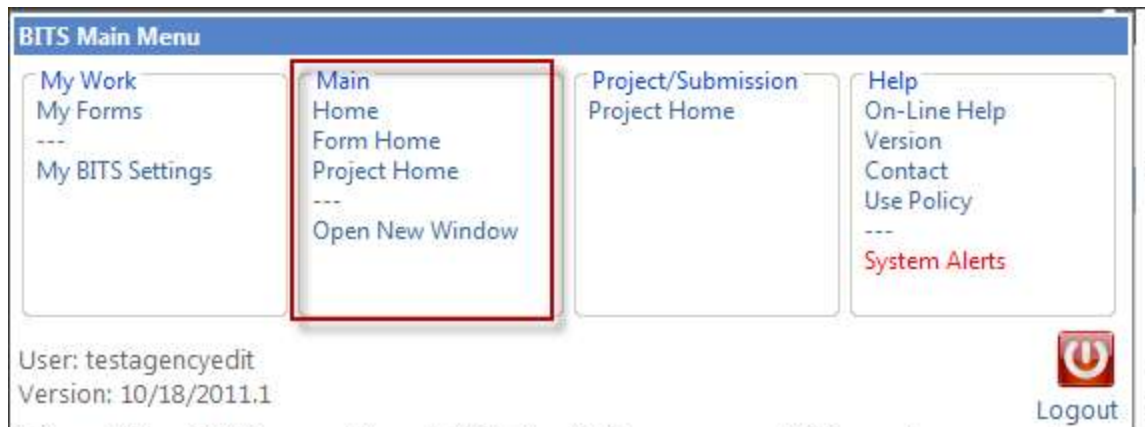 BITS Main Menu
My Work
My Forms
---
My BITS Settings
Main
Home
Form Home
Project Home
---
Open New Window
Project/Submission
Project Home
Help
On-Line Help
Version
Contact
Use Policy
---
System Alerts
User: testagencyedit
Version: 10/18/2011.1
Logout